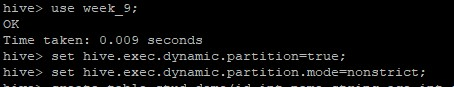 hive> use week_9;
OK
Time taken: 0.009 seconds
hive> set hive.exec.dynamic.partition=true;
hive> set hive.exec.dynamic.partition.mode=nonstrict;